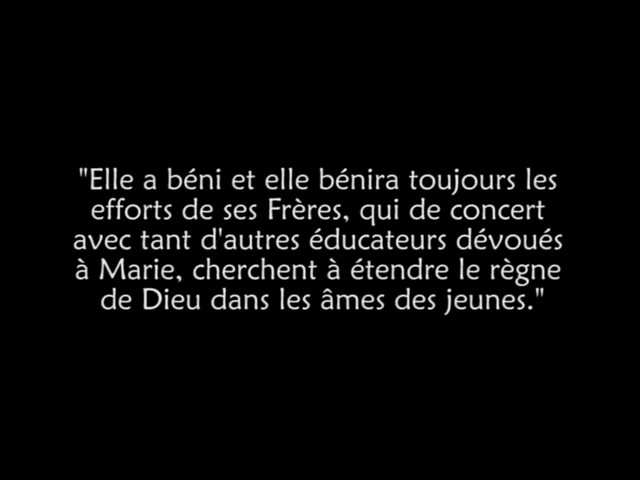 "Elle a béni et elle bénira toujours les
efforts de ses Frères, qui de concert
avec tant d'autres éducateurs dévoués
à Marie, cherchent à étendre le règne
de Dieu dans les âmes des jeunes."